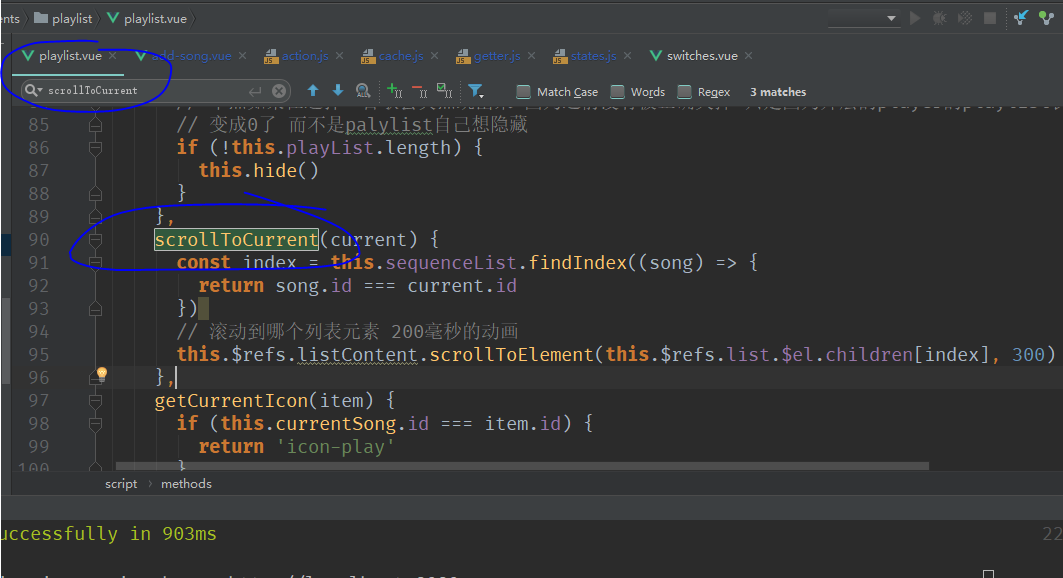 playlist playlist.vue
playlist.vue add-song.vue action.js cache.js getter.js states.js switches.vue
scrollToCurrent Match Case Words Regex 3 matches
85 // 变成0了 而不是palylist自己想隐藏
86 if (!this.playList.length) {
87 this.hide()
88 }
89 },
90 scrollToCurrent(current) {
91 const index = this.sequenceList.findIndex((song) => {
92 return song.id === current.id
93 })
94 // 滚动到哪个列表元素 200毫秒的动画
95 this.$refs.listContent.scrollToElement(this.$refs.list.$el.children[index], 300)
96 },
97 getCurrentIcon(item) {
98 if (this.currentSong.id === item.id) {
99 return 'icon-play'
100 }
script methods
uccessfully in 903ms 22